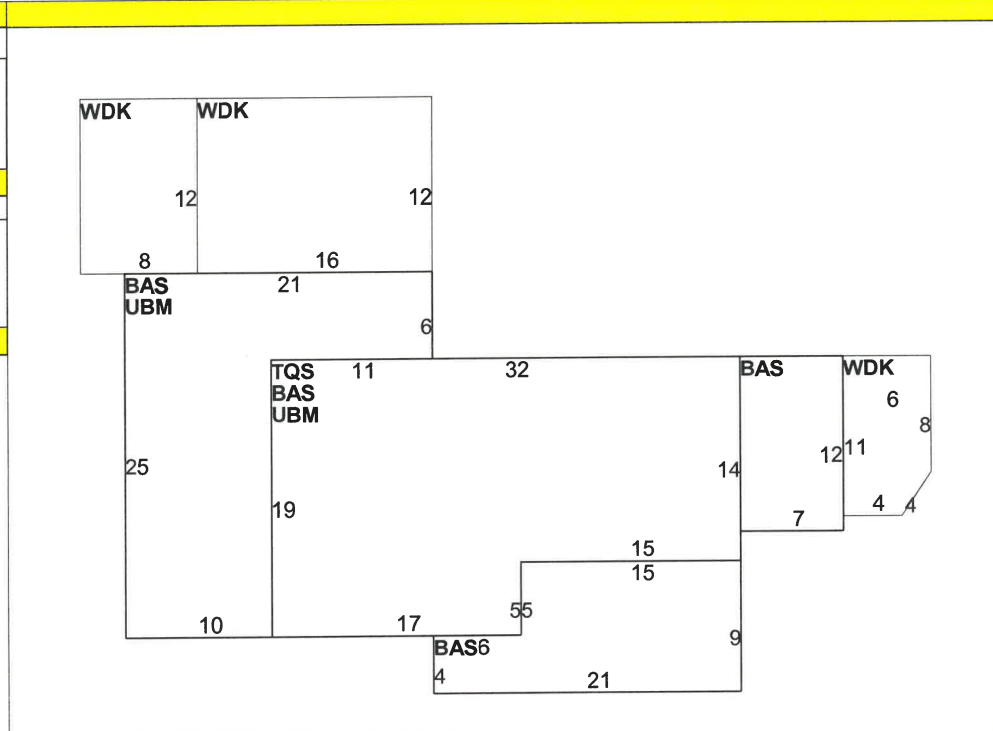 WDK WDK
12 12
8 16
BAS 21
UBM
6
TQS 11 32 BAS WDK
BAS 6
UBM 8
25 14 12 11
19 7 4 4
15
15
55
10 17 9
BAS6
4 21